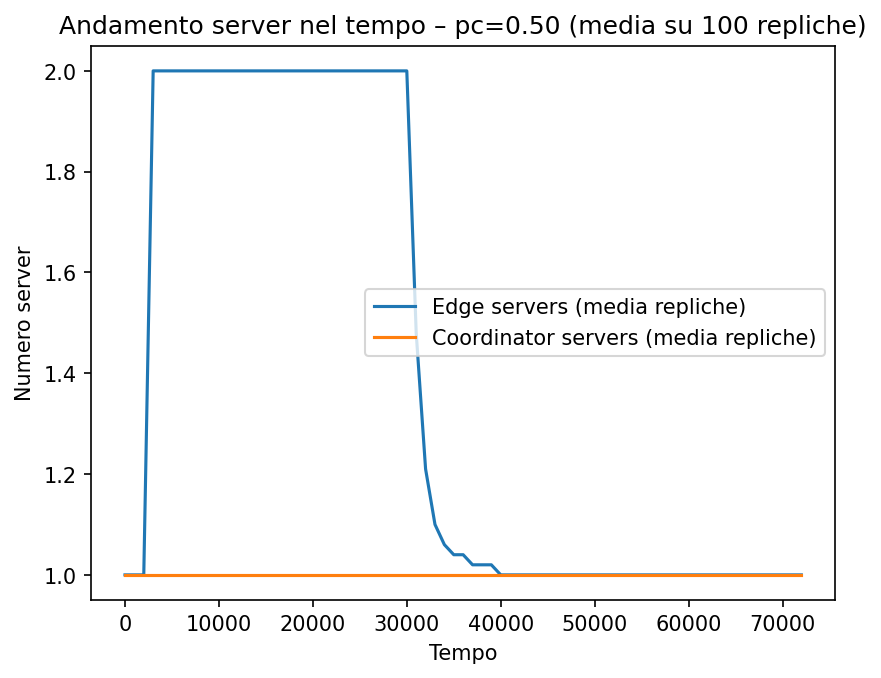 Andamento server nel tempo – pc=0.50 (media su 100 repliche)
2.0
1.8
1.6
1.4
1.2
1.0
Numero server
Edge servers (media repliche)
Coordinator servers (media repliche)
0
10000
20000
30000
40000
50000
60000
70000
Tempo